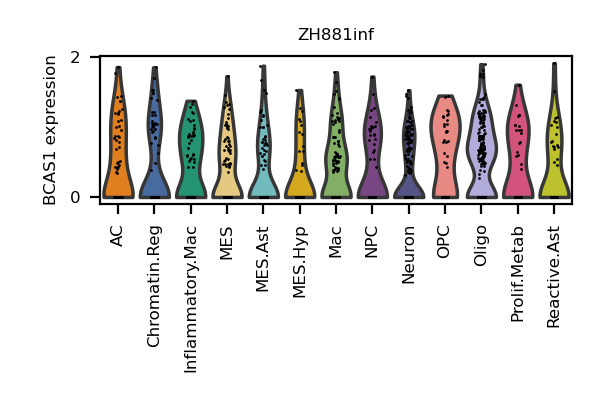 ZH881inf
BCAS1 expression
2
0
AC
Chromatin.Reg
Inflammatory.Mac
MES
MES.Ast
MES.Hyp
Mac
NPC
Neuron
OPC
Oligo
Prolif.Metab
Reactive.Ast